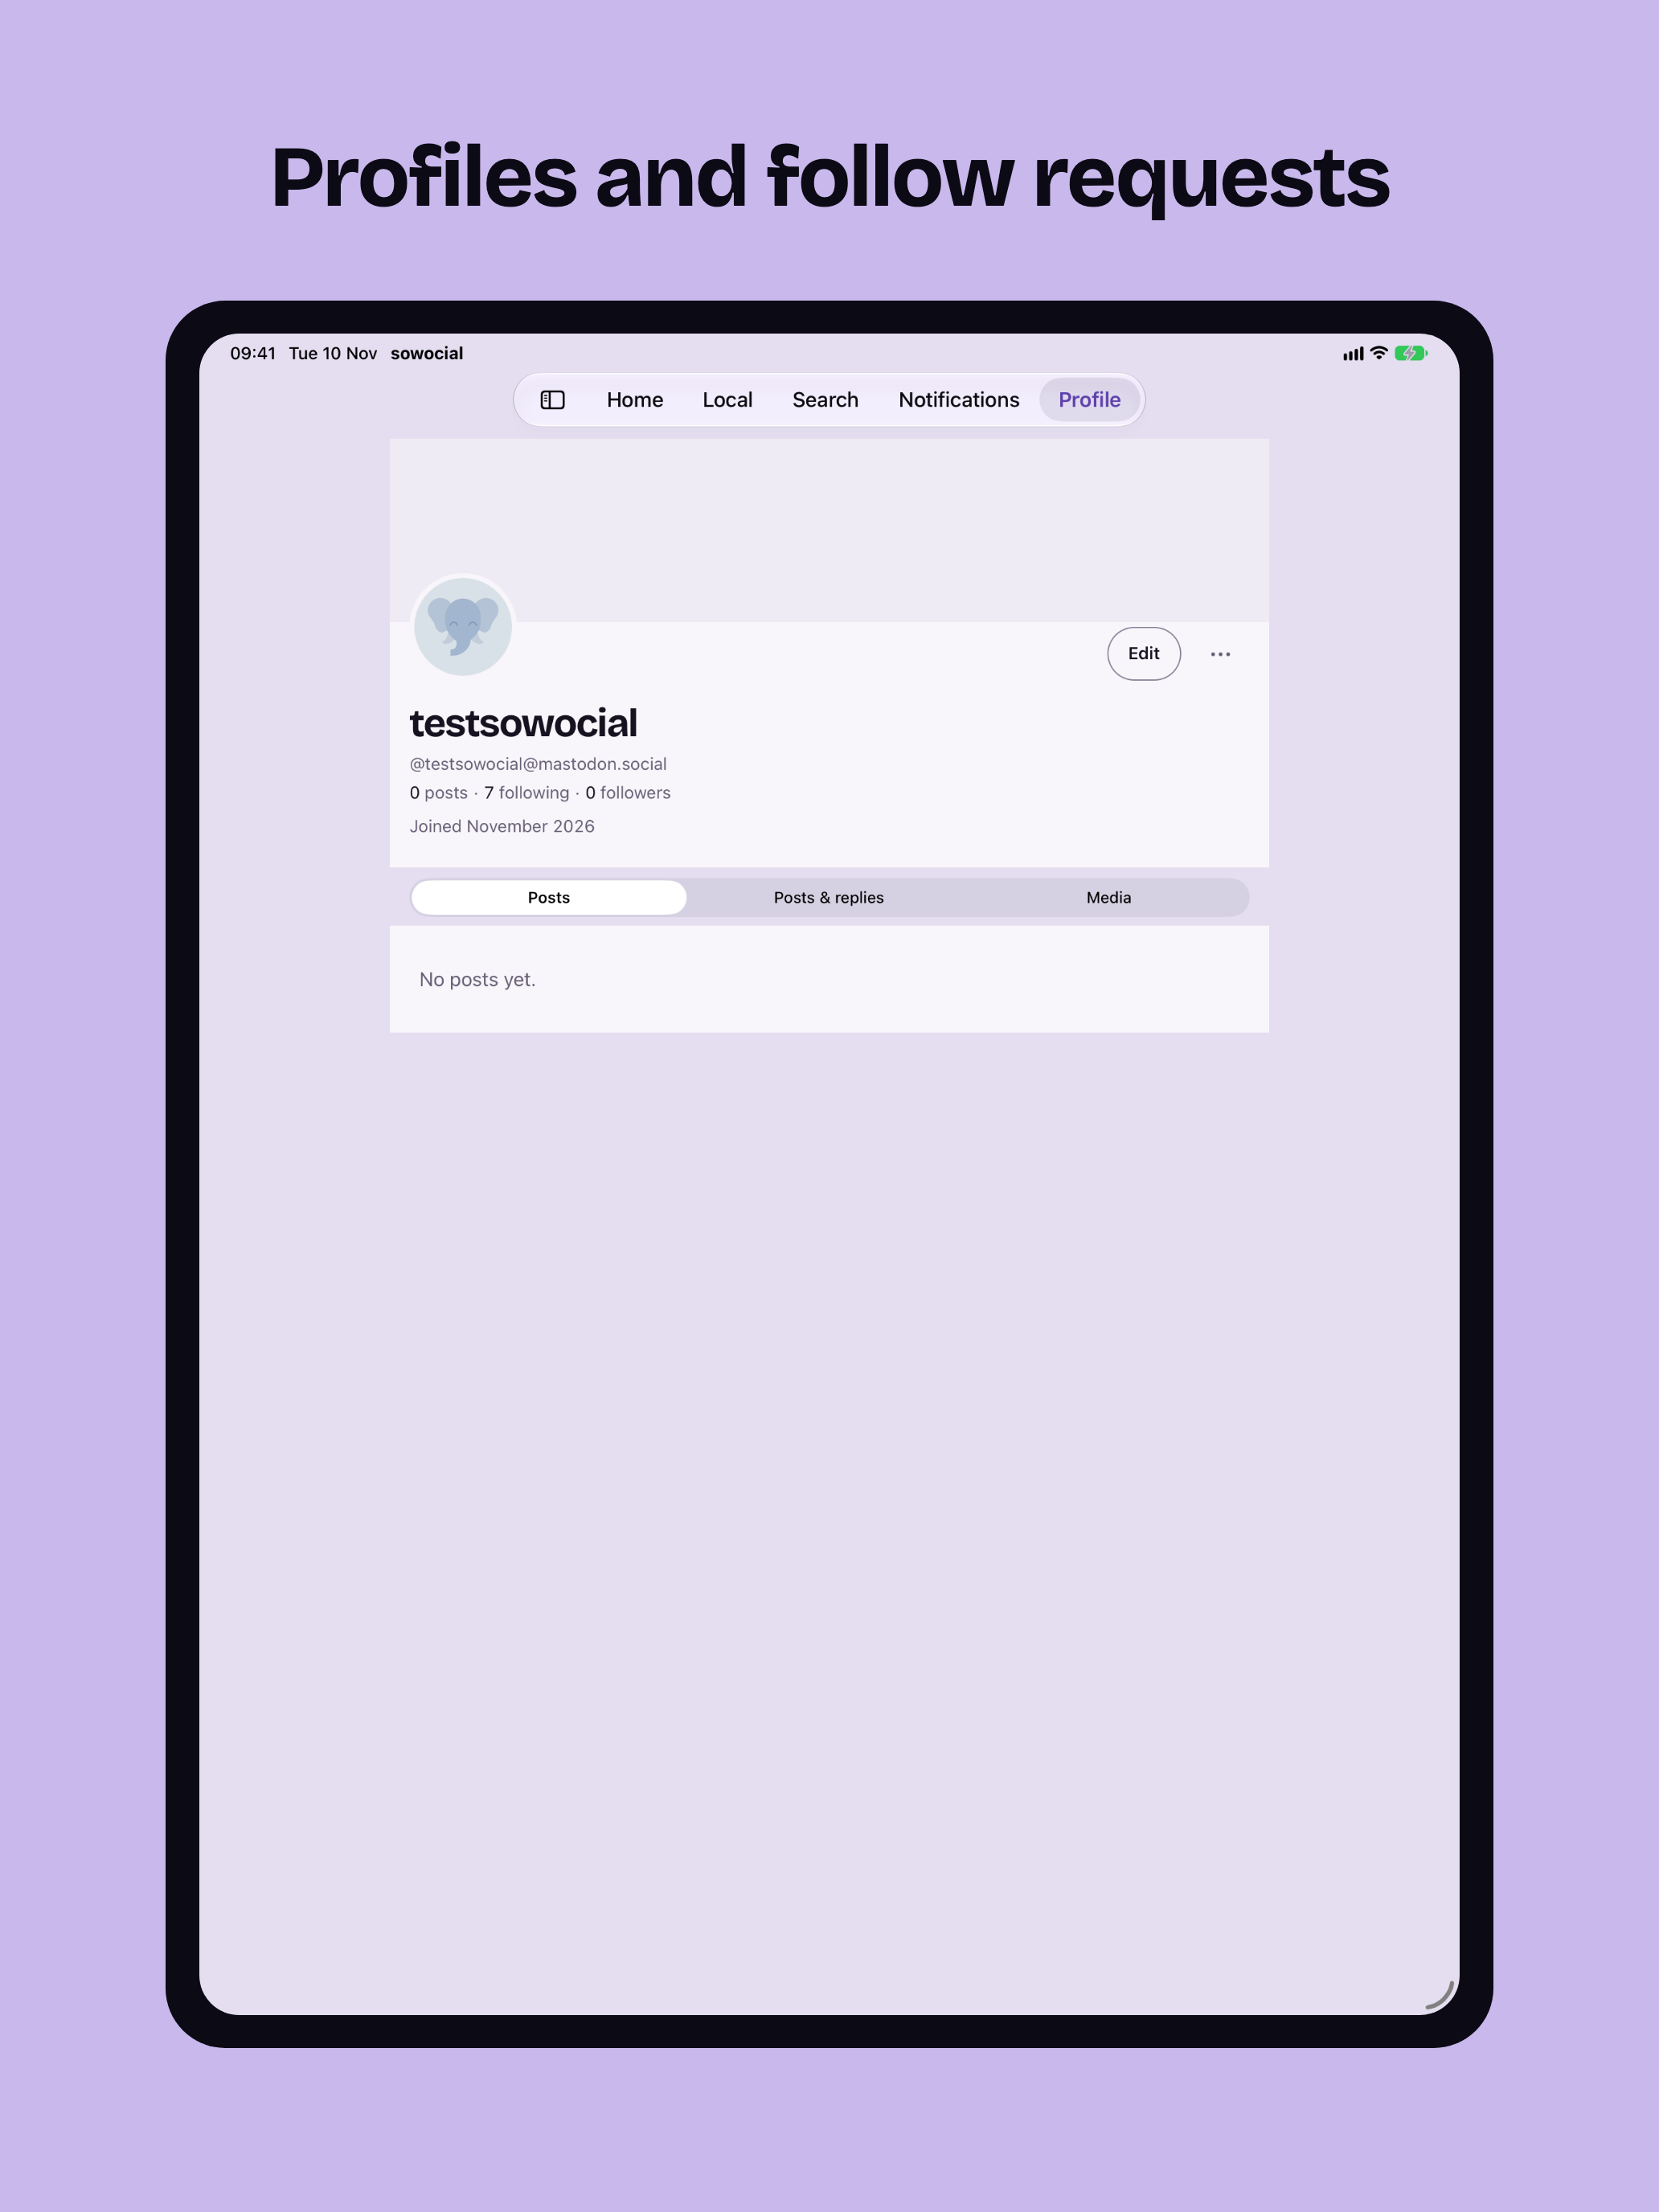 Profiles and follow requests
09:41 Tue 10 Nov sowocial
Home Local Search Notifications Profile
Edit
testsowocial
@testsowocial@mastodon.social
0 posts · 7 following · 0 followers
Joined November 2026
Posts Posts & replies Media
No posts yet.